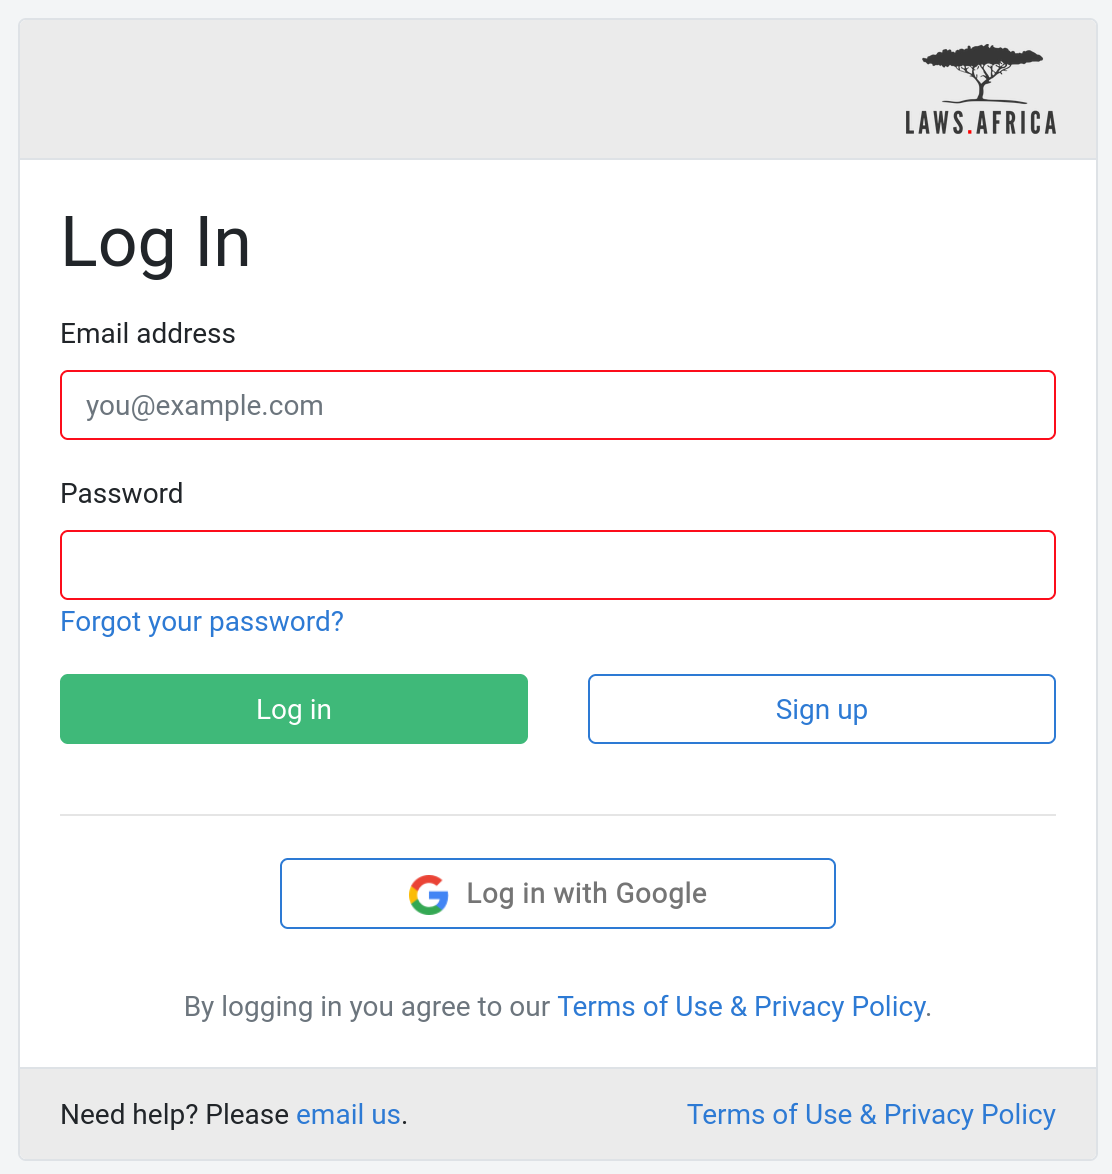 LAWS.AFRICA
Log In
Email address
you@example.com
Password
Forgot your password?
Log in
Sign up
Log in with Google
By logging in you agree to our Terms of Use & Privacy Policy.
Need help? Please email us.
Terms of Use & Privacy Policy